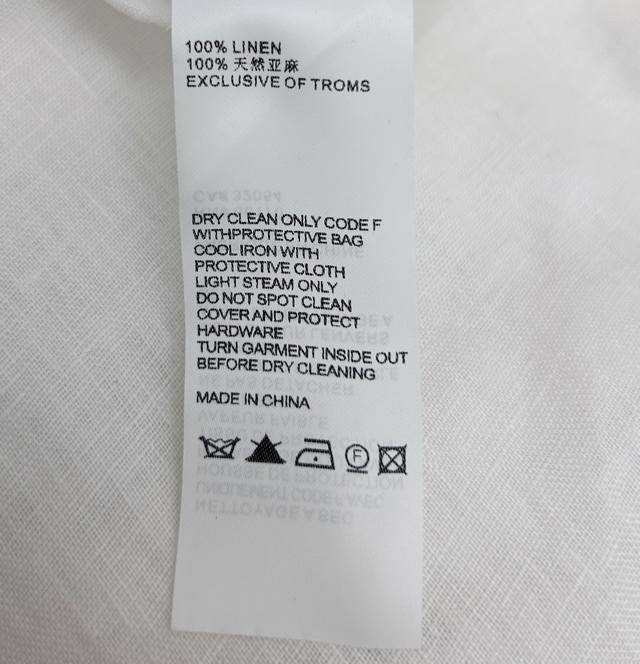 100% LINEN
100% 天然亚麻
EXCLUSIVE OF TROMS
DRY CLEAN ONLY CODE F
WITHPROTECTIVE BAG
COOL IRON WITH
PROTECTIVE CLOTH
LIGHT STEAM ONLY
DO NOT SPOT CLEAN
COVER AND PROTECT
HARDWARE
TURN GARMENT INSIDE OUT
BEFORE DRY CLEANING
MADE IN CHINA
F